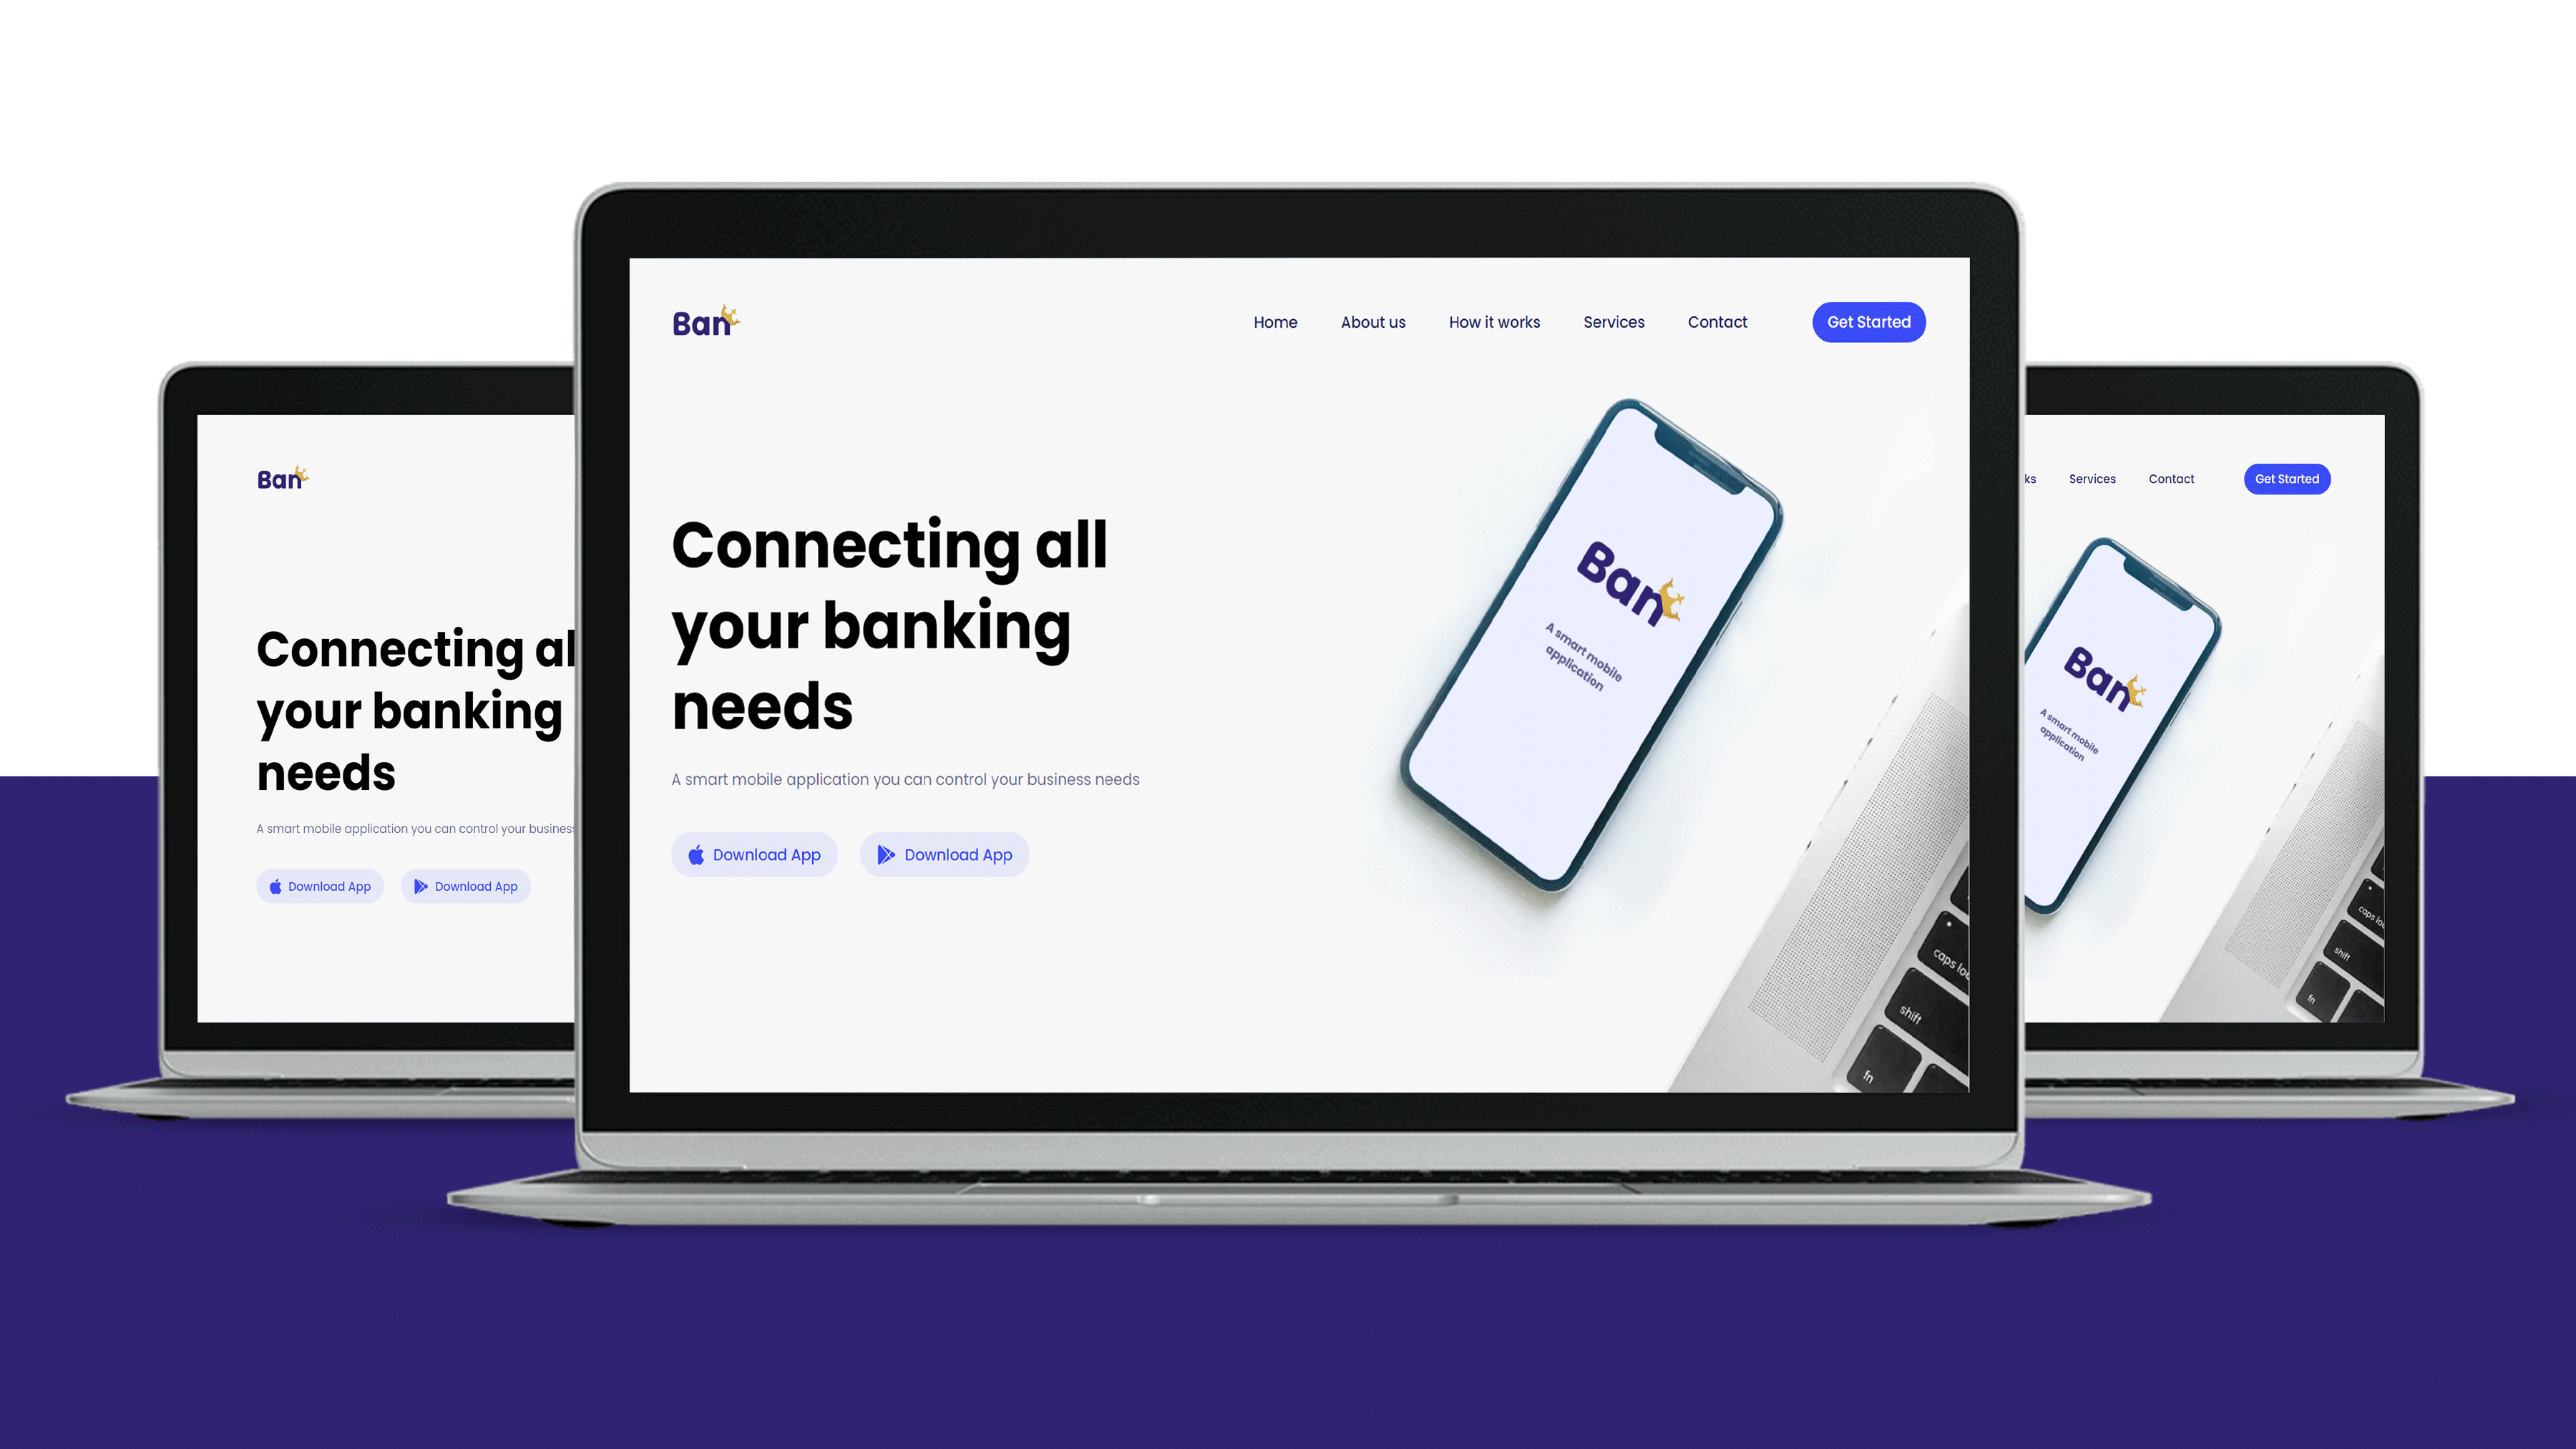 Ban
Home About us How it works Services Contact Get Started
Connecting all
your banking
needs
A smart mobile application you can control your business needs
Download App Download App
Ban
A smart mobile
application
caps loc
shift
fn
Ban
Connecting al
your banking
needs
A smart mobile application you can control your business
Download App Download App
ks Services Contact Get Started
Ban
A smart mobile
application
caps loc
shift
fn